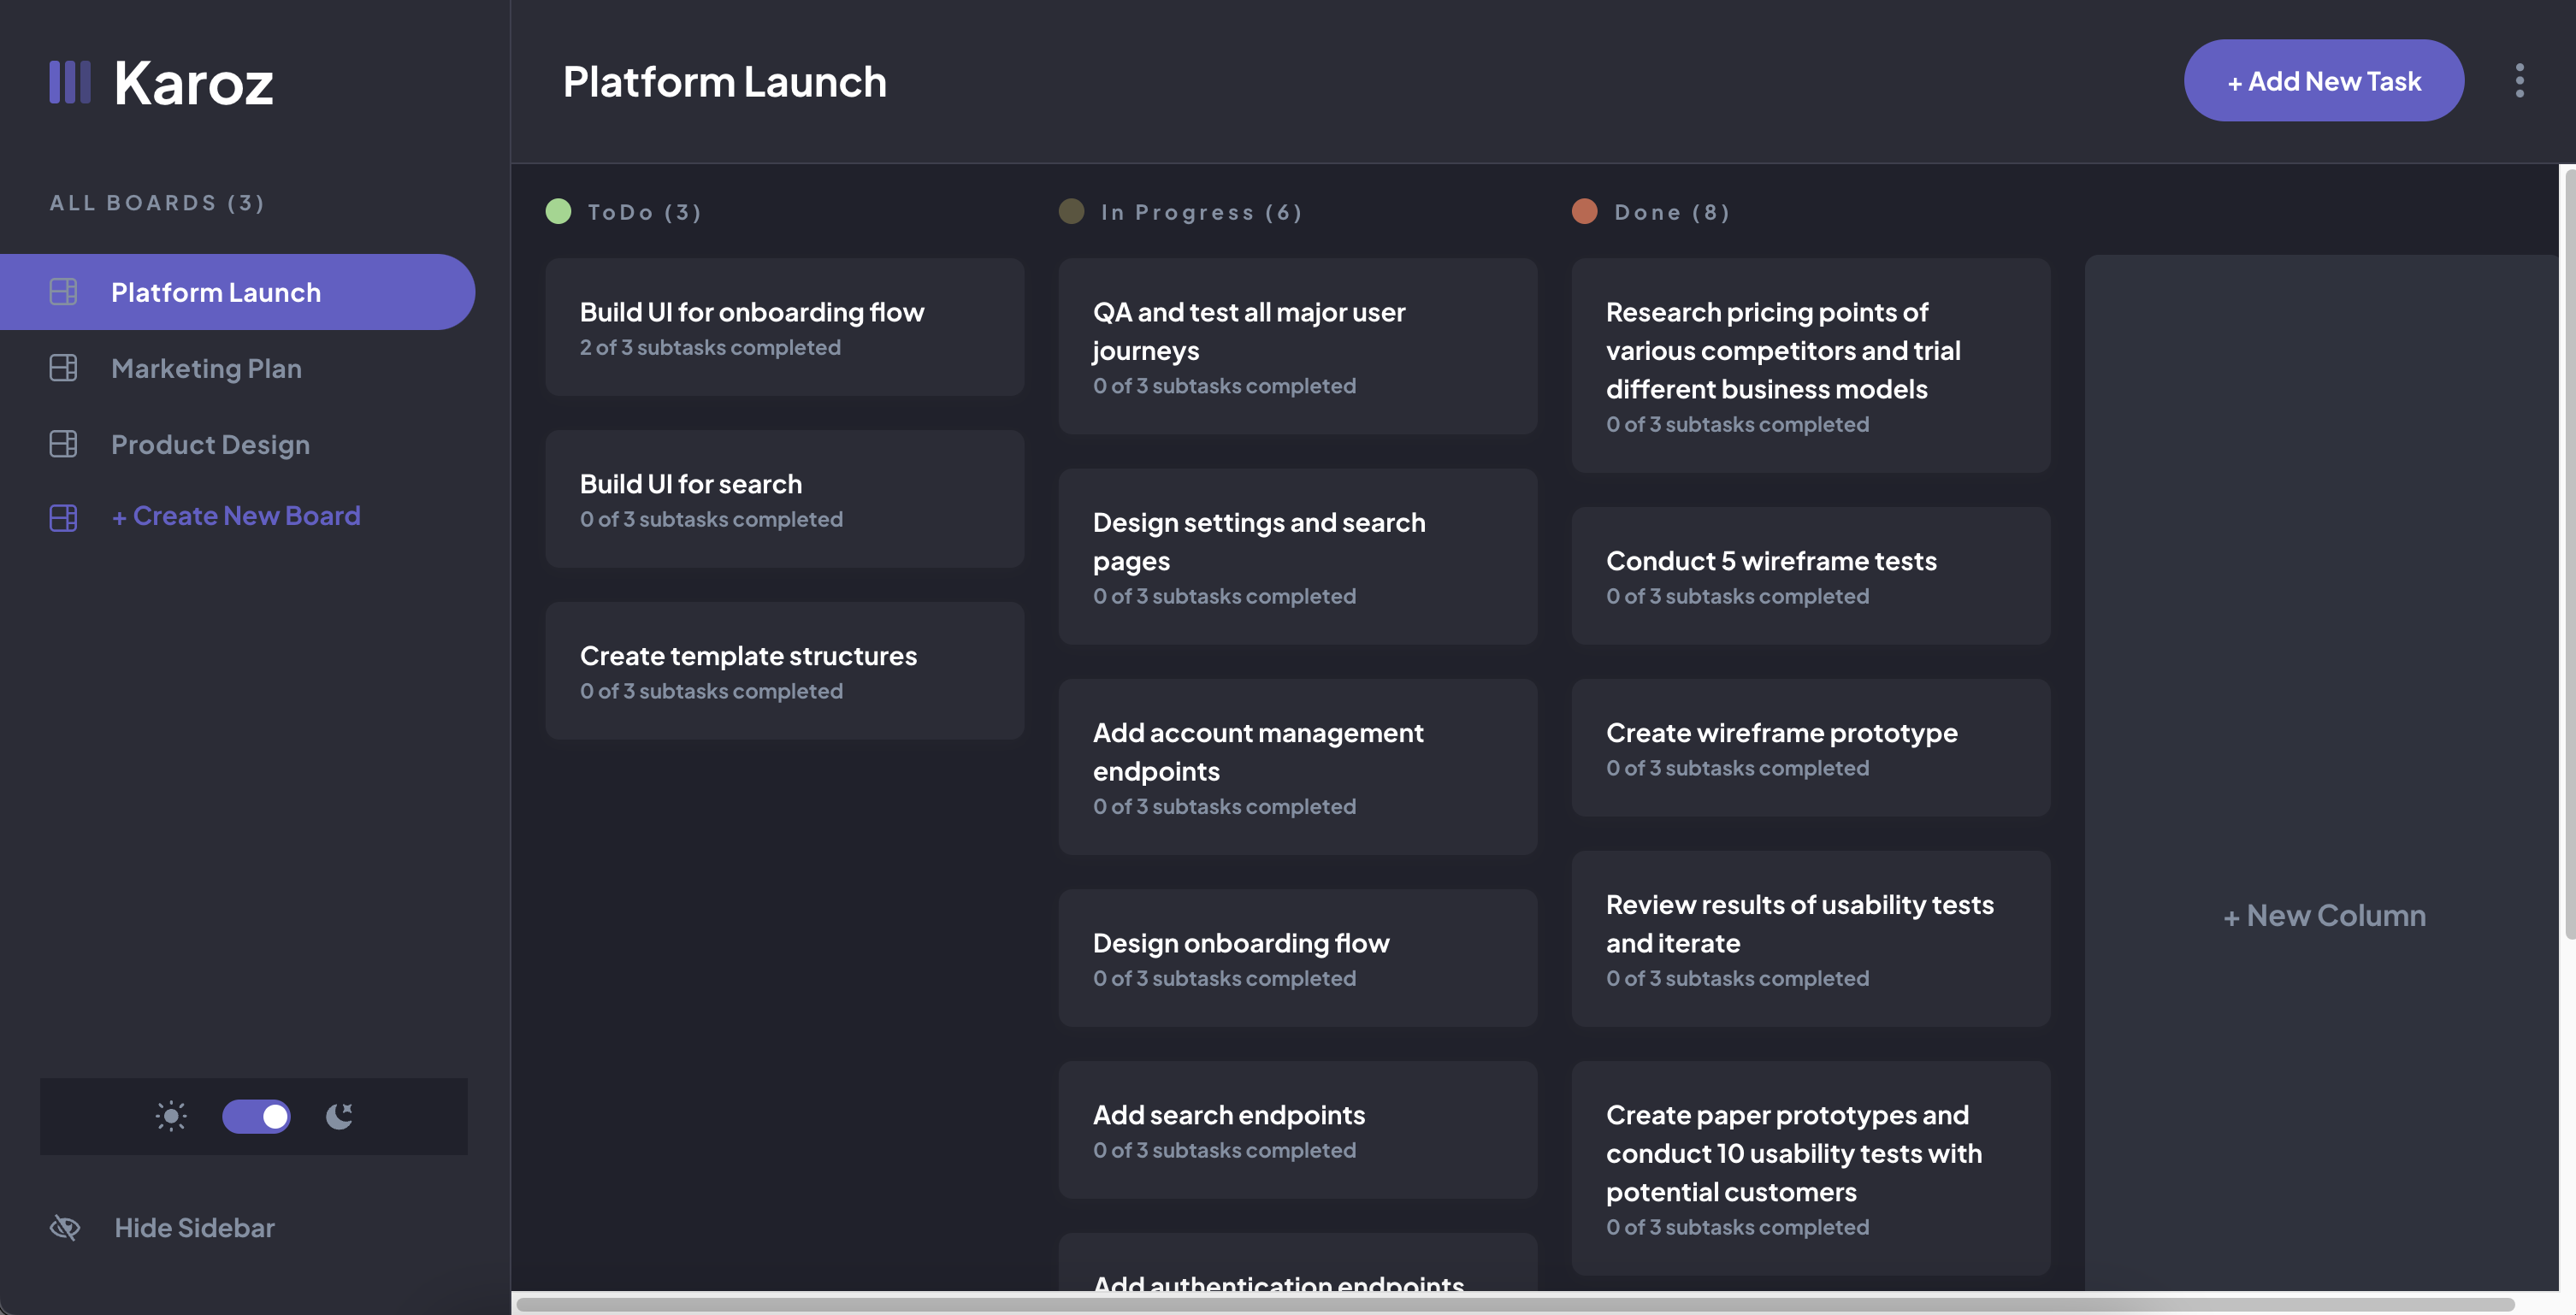 Karoz
ALL BOARDS (3)
Platform Launch
Marketing Plan
Product Design
+ Create New Board
Hide Sidebar
Platform Launch
+ Add New Task
ToDo (3)
Build UI for onboarding flow
2 of 3 subtasks completed
Build UI for search
0 of 3 subtasks completed
Create template structures
0 of 3 subtasks completed
In Progress (6)
QA and test all major user
journeys
0 of 3 subtasks completed
Design settings and search
pages
0 of 3 subtasks completed
Add account management
endpoints
0 of 3 subtasks completed
Design onboarding flow
0 of 3 subtasks completed
Add search endpoints
0 of 3 subtasks completed
Add authentication endpoints
Done (8)
Research pricing points of
various competitors and trial
different business models
0 of 3 subtasks completed
Conduct 5 wireframe tests
0 of 3 subtasks completed
Create wireframe prototype
0 of 3 subtasks completed
Review results of usability tests
and iterate
0 of 3 subtasks completed
Create paper prototypes and
conduct 10 usability tests with
potential customers
0 of 3 subtasks completed
+ New Column